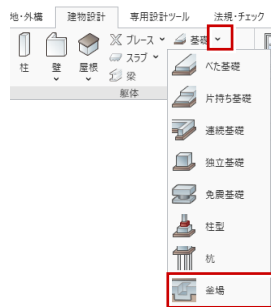 地・外構 建物設計 専用設計ツール 法規・チェック
柱 壁 屋根 ブレース スラブ 梁 基礎
躯体
べた基礎
片持ち基礎
連続基礎
独立基礎
免震基礎
柱型
杭
釜場